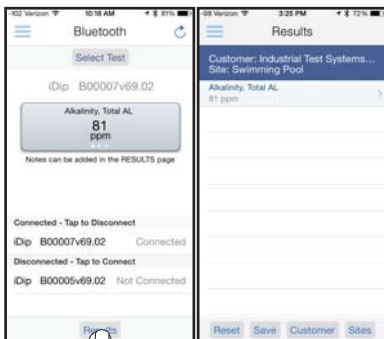 -102 Verizon 10:18 AM 81%
Bluetooth
Select Test
iDip B00007v69.02
Alkalinity, Total AL
81
ppm
Notes can be added in the RESULTS page
Connected - Tap to Disconnect
iDip B00007v69.02 Connected
Disconnected - Tap to Connect
iDip B00005v69.02 Not Connected
Results
-98 Verizon 3:25 PM 72%
Results
Customer: Industrial Test Systems...
Site: Swimming Pool
Alkalinity, Total AL
81 ppm
Reset Save Customer Sites